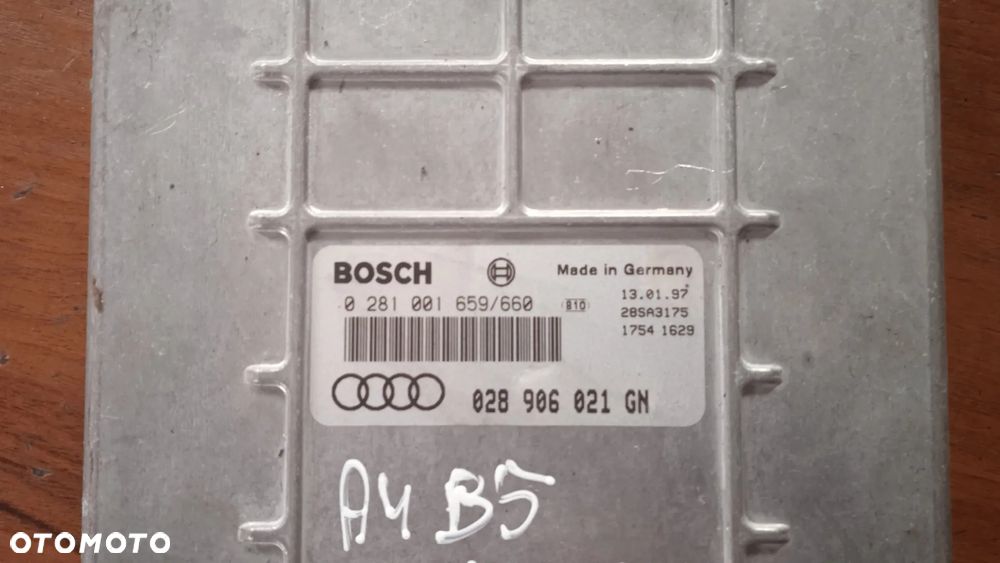 BOSCH
Made in Germany
0 281 001 659/660
B10
13.01.97
28SA3175
1754 1629
028 906 021 GN
A4 B5
OTOMOTO